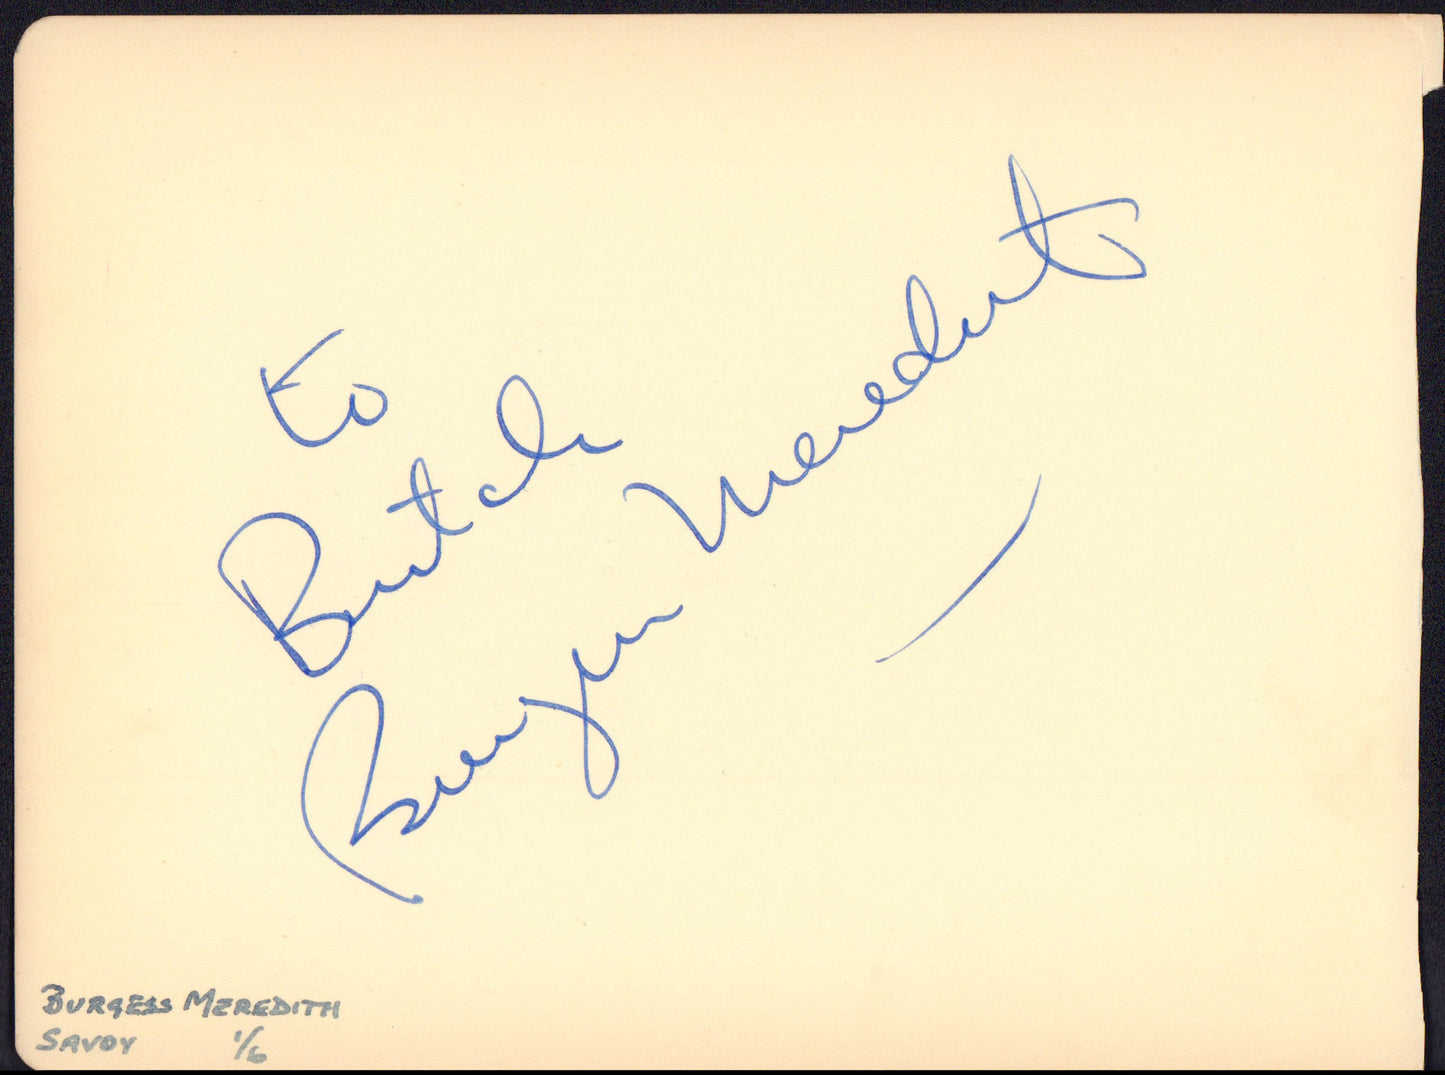 To
Butch
Burgess Meredith
BURGESS MEREDITH
SAVOY 1/6